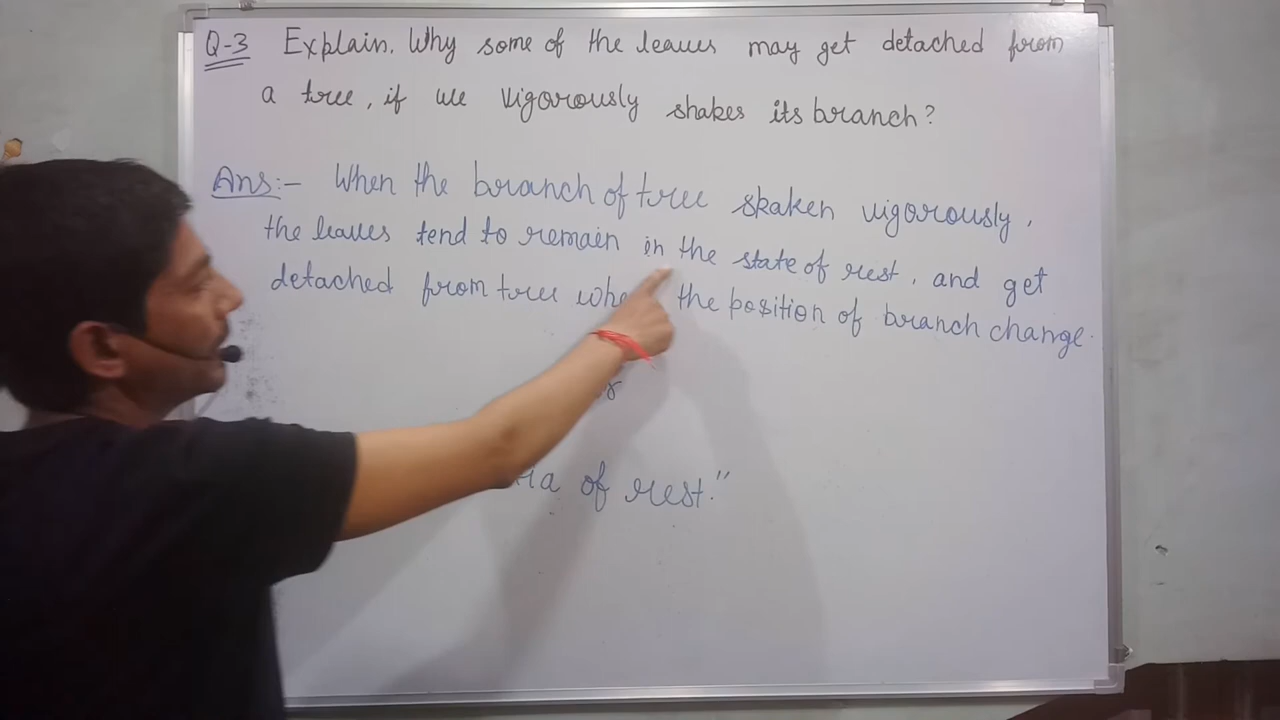 Q-3 Explain. Why some of the leaves may get detached from
a tree, if we vigorously shakes its branch?
Ans:- When the branch of tree skaken vigorously,
the leaves tend to remain in the state of rest, and get
detached from tree the position of branch change.
of rest."